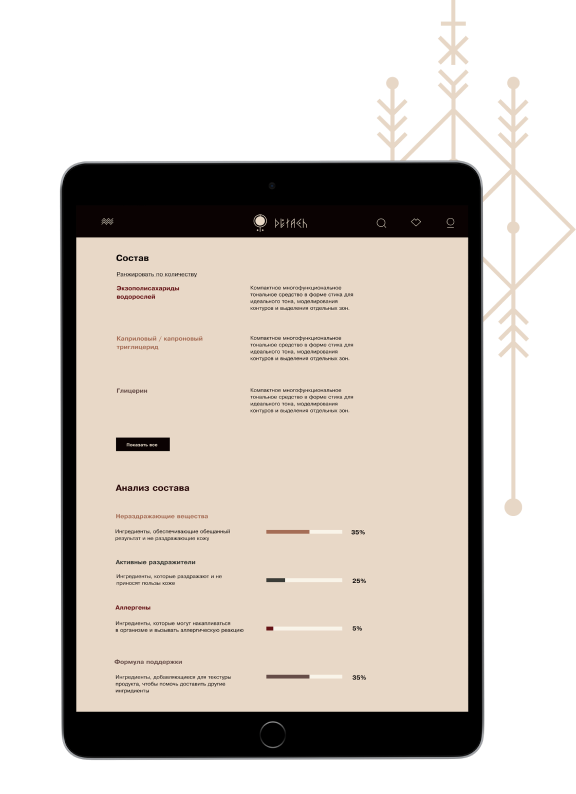 Состав
Ранжировать по количеству
Экзополисахариды
водорослей
Компактное многофункциональное
тональное средство в форме стика для
идеального тона, моделирования
контуров и выделения отдельных зон.
Каприловый / капроновый
триглицерид
Компактное многофункциональное
тональное средство в форме стика для
идеального тона, моделирования
контуров и выделения отдельных зон.
Глицерин
Компактное многофункциональное
тональное средство в форме стика для
идеального тона, моделирования
контуров и выделения отдельных зон.
Показать все
Анализ состава
Нераздражающие вещества
Ингредиенты, обеспечивающие обещанный
результат и не раздражающие кожу
35%
Активные раздражители
Ингредиенты, которые раздражают и не
приносят пользы коже
25%
Аллергены
Ингредиенты, которые могут накапливаться
в организме и вызывать аллергическую реакцию
5%
Формула поддержки
Ингредиенты, добавляющиеся для текстуры
продукта, чтобы помочь доставить другие
ингридиенты
35%